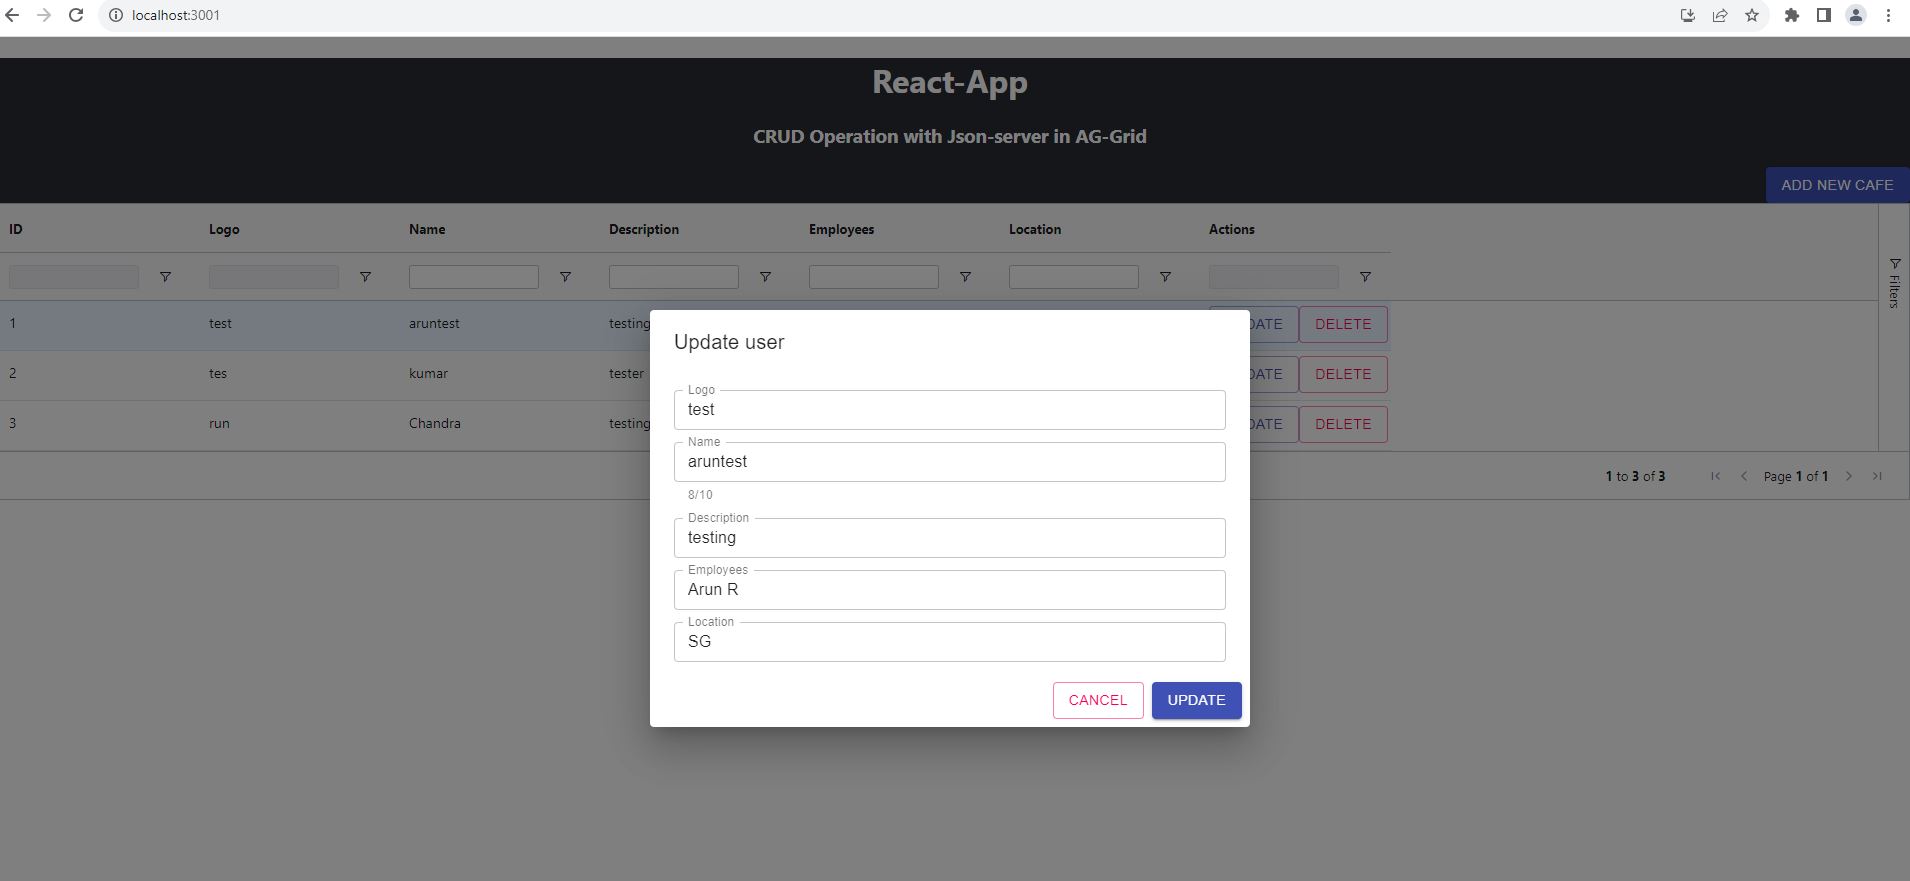 localhost:3001
React-App
CRUD Operation with Json-server in AG-Grid
ADD NEW CAFE
ID Logo Name Description Employees Location Actions
Filters
1 test aruntest testing DATE DELETE
2 tes kumar tester DATE DELETE
3 run Chandra testing DATE DELETE
1 to 3 of 3 Page 1 of 1
Update user
Logo
test
Name
aruntest
8/10
Description
testing
Employees
Arun R
Location
SG
CANCEL UPDATE